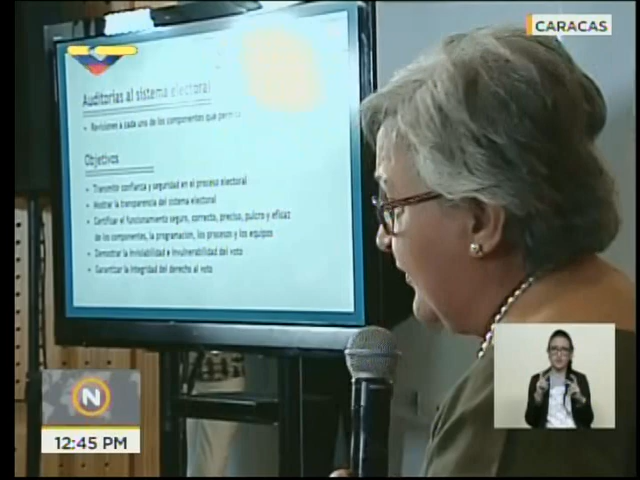 CARACAS
Auditorías al sistema electoral
• Revisiones a cada uno de los componentes que
Objetivos
• Transmitir confianza y seguridad en el proceso electoral
• Mostrar la transparencia del sistema electoral
• Certificar el funcionamiento seguro, correcto, preciso, pulcro y eficaz
de los componentes, la programación, los procesos y los equipos
• Demostrar la inviolabilidad e invulnerabilidad del voto
• Garantizar la integridad del derecho al voto
N
12:45 PM